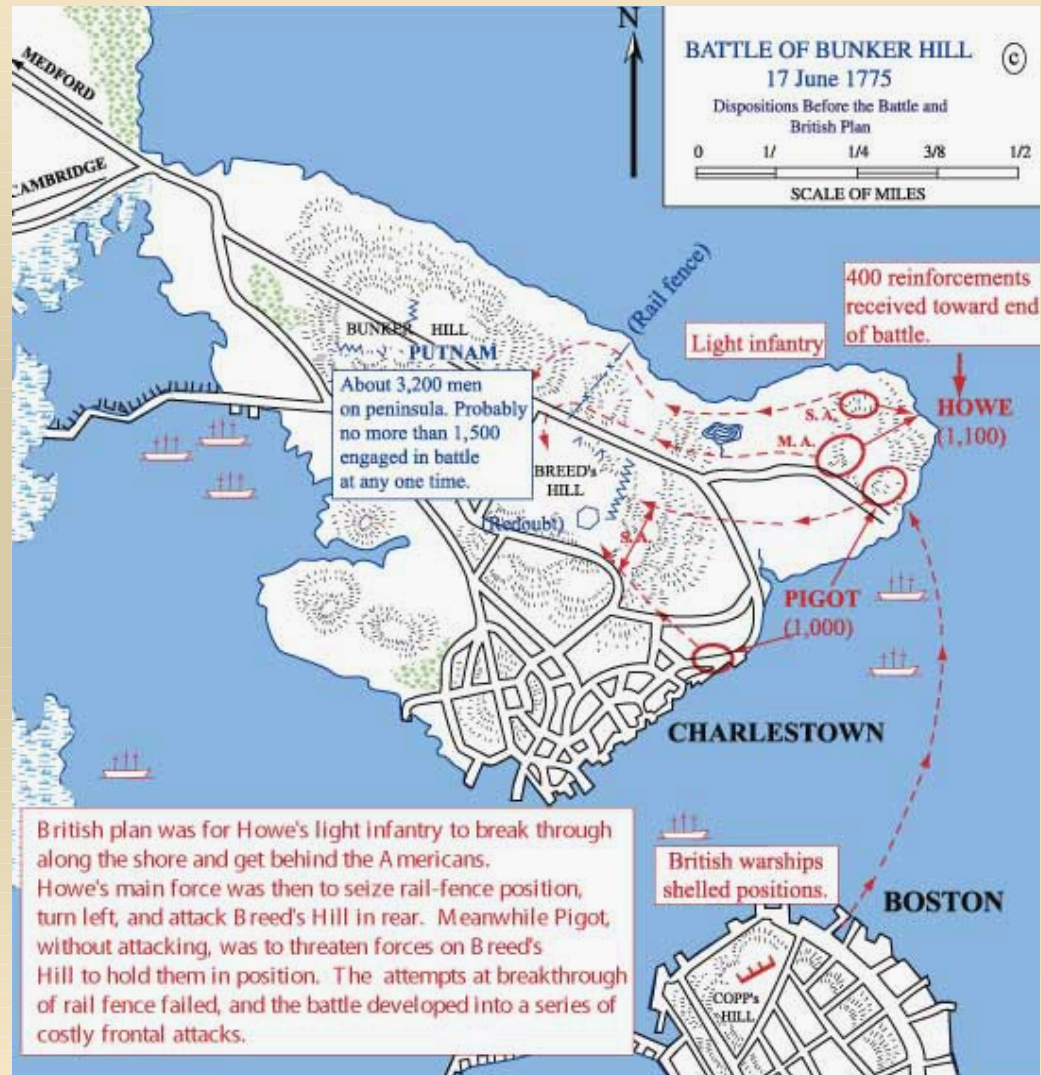 N
BATTLE OF BUNKER HILL
17 June 1775
Dispositions Before the Battle and
British Plan
0 1/ 1/4 3/8 1/2
SCALE OF MILES
C
MEDFORD
CAMBRIDGE
(Rail fence)
400 reinforcements
received toward end
of battle.
Light infantry
BUNKER HILL
PUTNAM
About 3,200 men
on peninsula. Probably
no more than 1,500
engaged in battle
at any one time.
S. A.
HOWE
(1,100)
M. A.
BREED's
HILL
(Redoubt)
S. A.
PIGOT
(1,000)
CHARLESTOWN
British plan was for Howe's light infantry to break through
along the shore and get behind the Americans.
Howe's main force was then to seize rail-fence position,
turn left, and attack Breed's Hill in rear. Meanwhile Pigot,
without attacking, was to threaten forces on Breed's
Hill to hold them in position. The attempts at breakthrough
of rail fence failed, and the battle developed into a series of
costly frontal attacks.
British warships
shelled positions.
BOSTON
COPP's
HILL